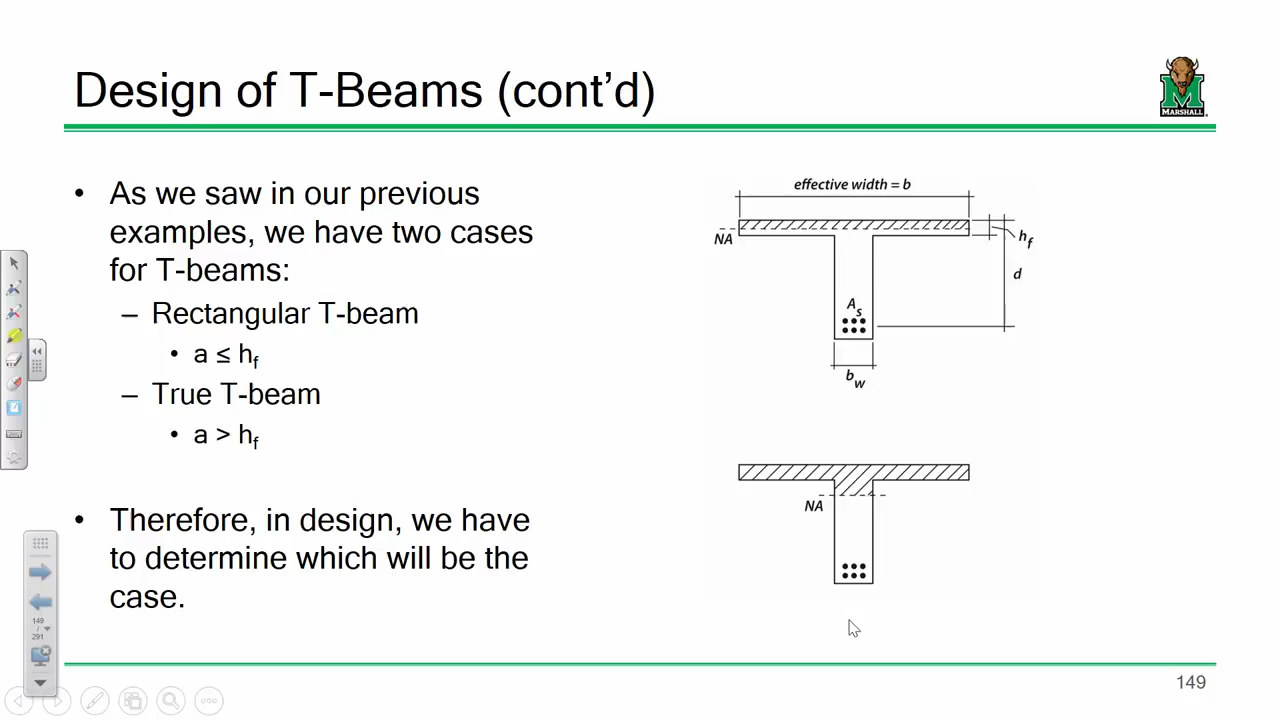 Design of T-Beams (cont’d)
MARSHALL
• As we saw in our previous
examples, we have two cases
for T-beams:
– Rectangular T-beam
• a ≤ hf
– True T-beam
• a > hf
• Therefore, in design, we have
to determine which will be the
case.
effective width = b
NA
hf
d
As
bw
NA
149
/
291
149